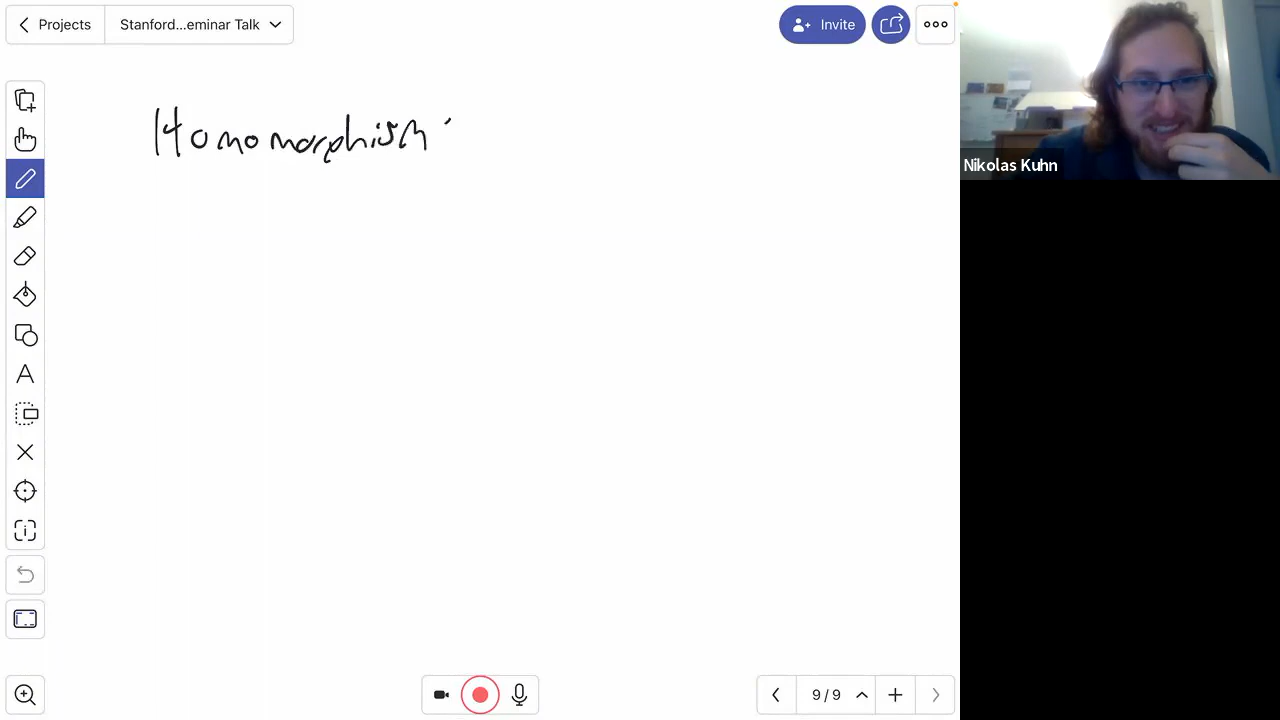 Projects
Stanford...eminar Talk
Invite
Homomorphism
Nikolas Kuhn
A
9/9